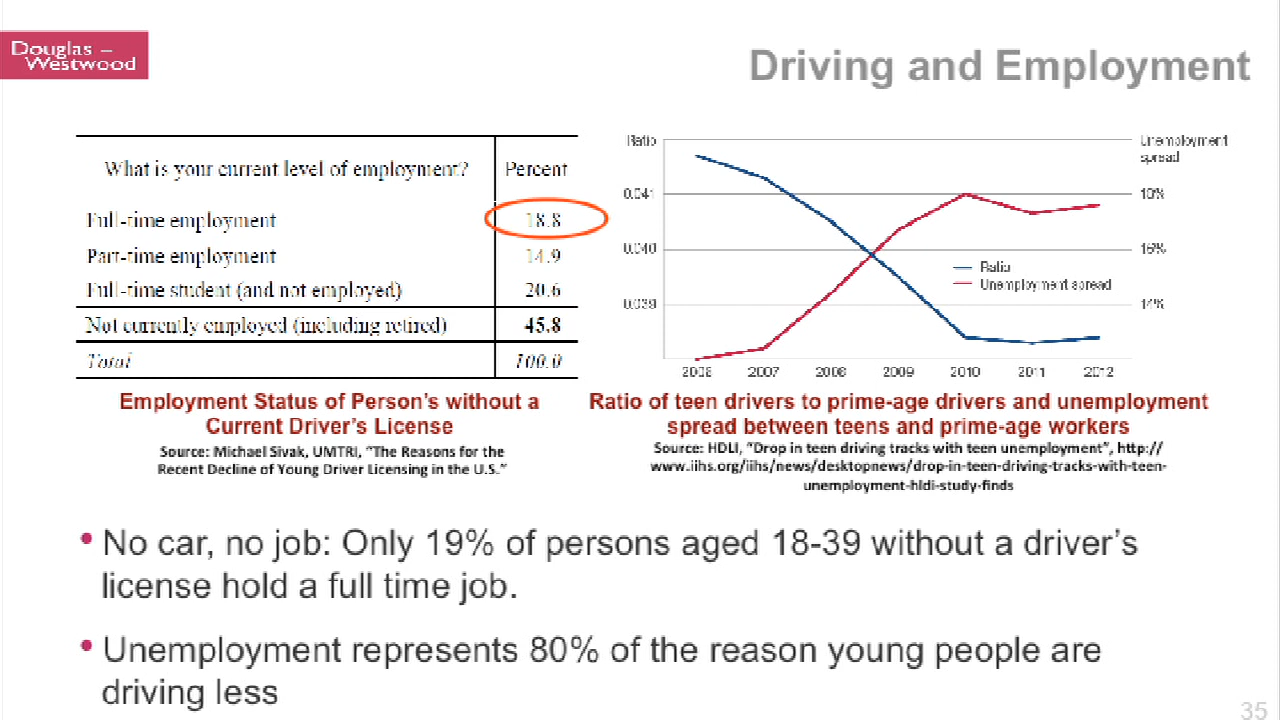 Douglas –
Westwood
Driving and Employment
What is your current level of employment? Percent
Full-time employment 18.8
Part-time employment 14.9
Full-time student (and not employed) 20.6
Not currently employed (including retired) 45.8
Total 100.0
Employment Status of Person's without a
Current Driver's License
Source: Michael Sivak, UMTRI, "The Reasons for the
Recent Decline of Young Driver Licensing in the U.S."
Ratio
Unemployment
spread
0.041
18%
0.040
16%
14%
Ratio
Unemployment spread
2006 2007 2008 2009 2010 2011 2012
Ratio of teen drivers to prime-age drivers and unemployment
spread between teens and prime-age workers
Source: HDLI, "Drop in teen driving tracks with teen unemployment", http://
www.iihs.org/iihs/news/desktopnews/drop-in-teen-driving-tracks-with-teen-
unemployment-hldi-study-finds
• No car, no job: Only 19% of persons aged 18-39 without a driver's
license hold a full time job.
• Unemployment represents 80% of the reason young people are
driving less
35